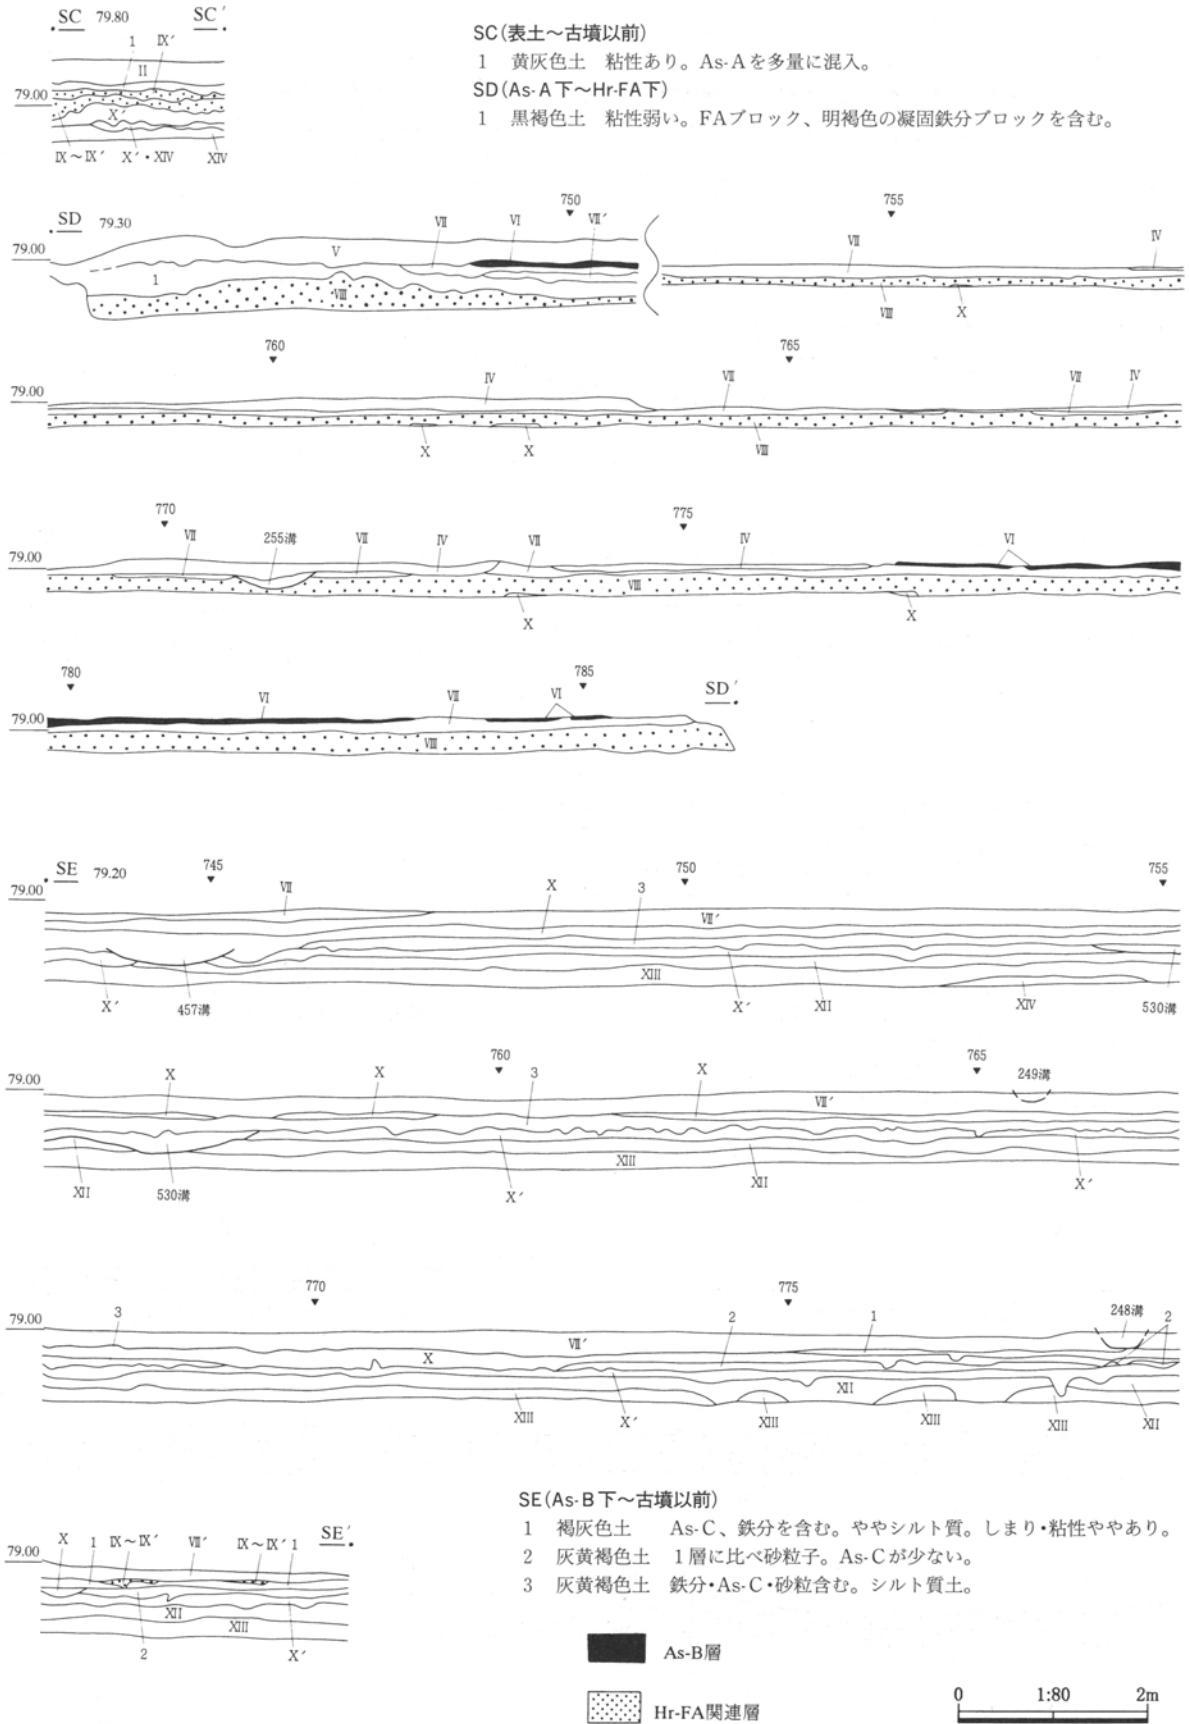 SC 79.80 SC′
1 Ⅸ′
Ⅱ
79.00
Ⅹ′
Ⅸ～Ⅸ′ Ⅹ′・ⅩⅣ ⅩⅣ
SC(表土～古墳以前)
1 黄灰色土 粘性あり。As-Aを多量に混入。
SD(As-A下～Hr-FA下)
1 黒褐色土 粘性弱い。FAブロック、明褐色の凝固鉄分ブロックを含む。
SD 79.30 750 755
Ⅶ Ⅵ Ⅶ′ Ⅶ Ⅳ
79.00 Ⅴ
1 Ⅷ
Ⅷ Ⅹ
760 765
79.00 Ⅳ Ⅶ Ⅶ Ⅳ
Ⅹ Ⅹ Ⅷ
770 775
Ⅶ 255溝 Ⅶ Ⅳ Ⅶ Ⅳ Ⅵ
79.00
Ⅷ
Ⅹ Ⅹ
780 785 SD′
Ⅵ Ⅶ Ⅵ
79.00
Ⅷ
SE 79.20 745 750 755
79.00 Ⅶ Ⅹ 3
Ⅶ′
ⅩⅢ
Ⅹ′ 457溝 Ⅹ′ ⅩⅡ ⅩⅣ 530溝
760 765
79.00 Ⅹ Ⅹ 3 Ⅹ 249溝
Ⅶ′
ⅩⅢ
ⅩⅡ 530溝 Ⅹ′ ⅩⅡ Ⅹ′
770 775
79.00 3 2 1 248溝 2
Ⅶ′
Ⅹ
ⅩⅡ
ⅩⅢ Ⅹ′ ⅩⅢ ⅩⅢ ⅩⅢ ⅩⅡ
SE′
79.00 Ⅹ 1 Ⅸ～Ⅸ′ Ⅶ′ Ⅸ～Ⅸ′ 1
ⅩⅡ
ⅩⅢ
2 Ⅹ′
SE(As-B下～古墳以前)
1 褐灰色土 As-C、鉄分を含む。ややシルト質。しまり・粘性ややあり。
2 灰黄褐色土 1層に比べ砂粒子。As-Cが少ない。
3 灰黄褐色土 鉄分・As-C・砂粒含む。シルト質土。
As-B層
Hr-FA関連層
0 1:80 2m